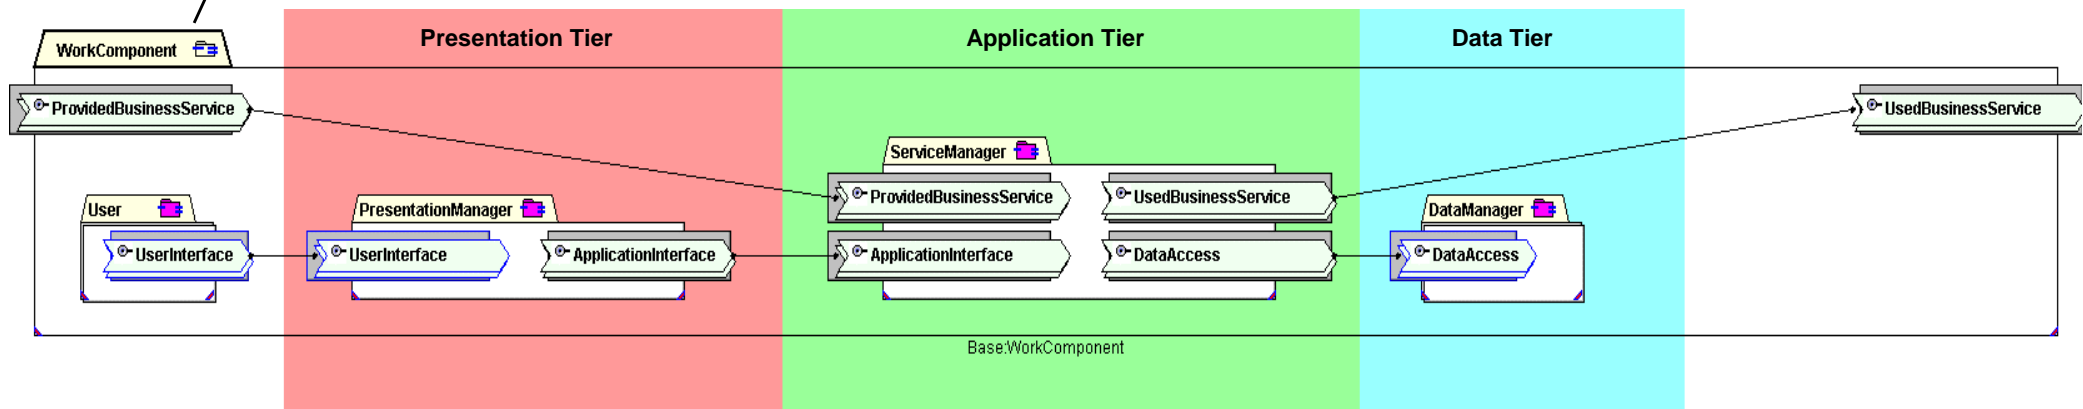 Presentation Tier
Application Tier
Data Tier
WorkComponent
ProvidedBusinessService
UsedBusinessService
ServiceManager
ProvidedBusinessService
UsedBusinessService
User
PresentationManager
DataManager
UserInterface
UserInterface
ApplicationInterface
ApplicationInterface
DataAccess
DataAccess
Base:WorkComponent